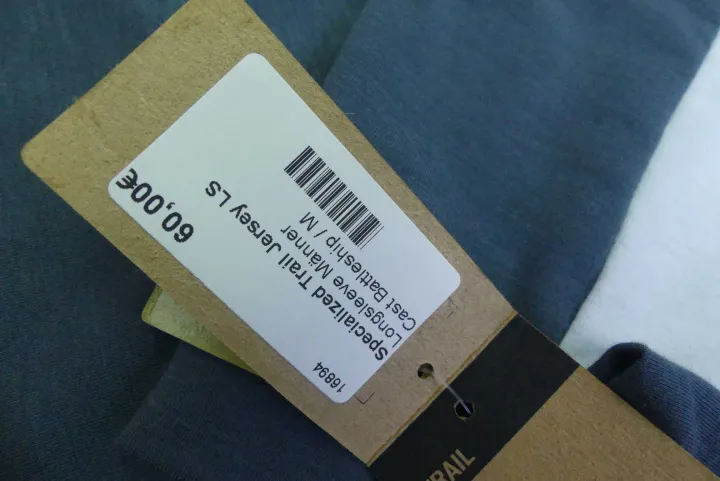 16894
Specialized Trail Jersey LS
Longsleeve Männer
Cast Battleship / M
60,00€
TRAIL